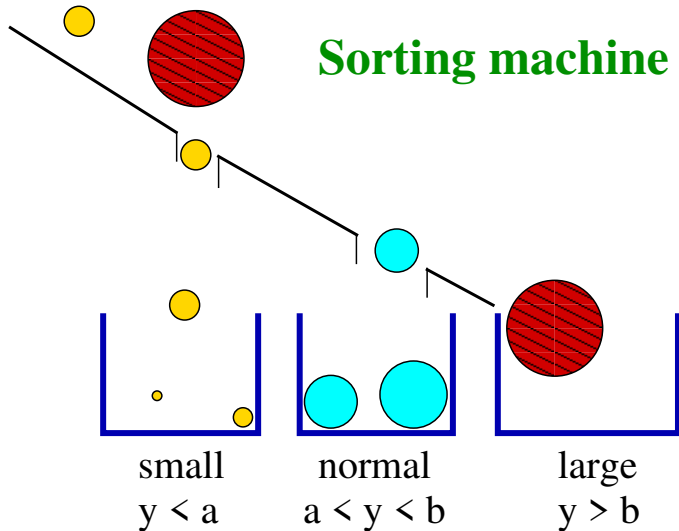 Sorting machine
small normal large
y < a a < y < b y > b